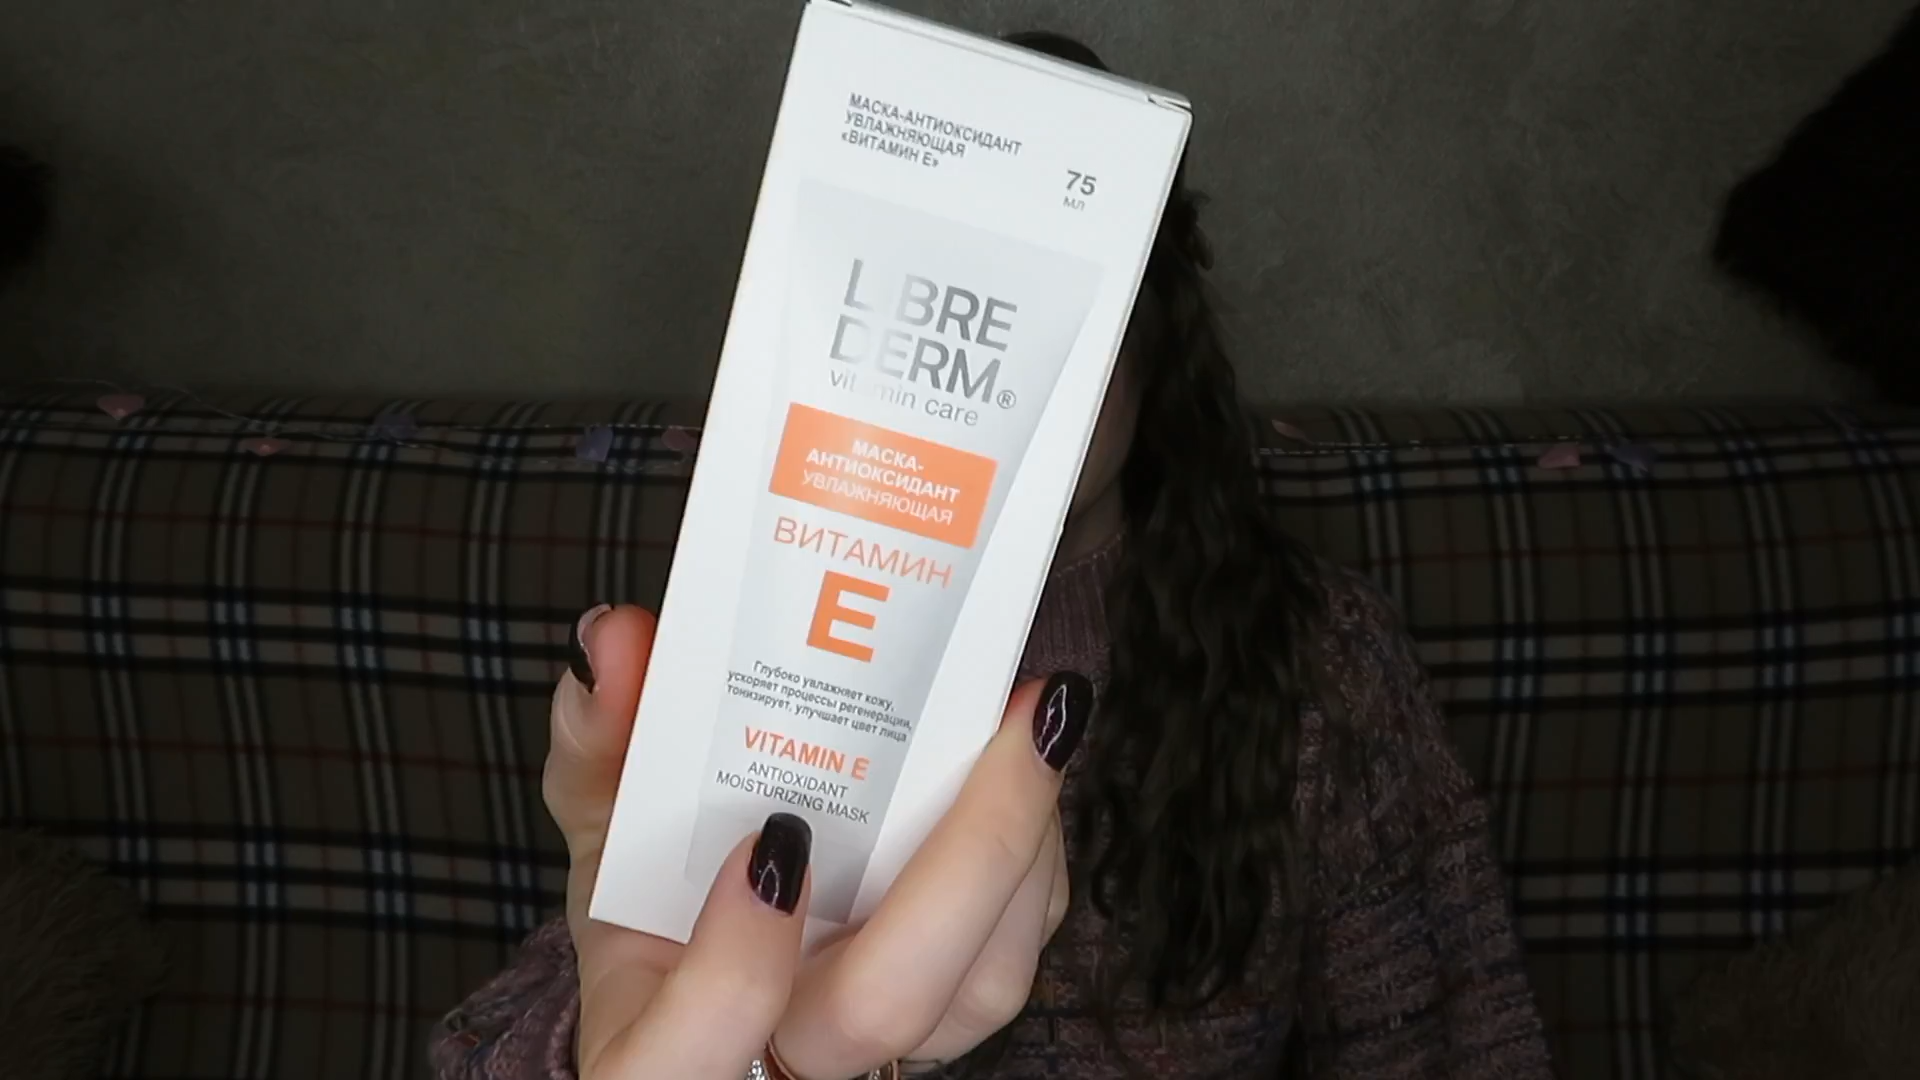 МАСКА-АНТИОКСИДАНТ
УВЛАЖНЯЮЩАЯ
«ВИТАМИН Е»
75
МЛ
LIBRE
DERM®
vitamin care
МАСКА-
АНТИОКСИДАНТ
УВЛАЖНЯЮЩАЯ
ВИТАМИН
E
Глубоко увлажняет кожу,
ускоряет процессы регенерации,
тонизирует, улучшает цвет лица
VITAMIN E
ANTIOXIDANT
MOISTURIZING MASK